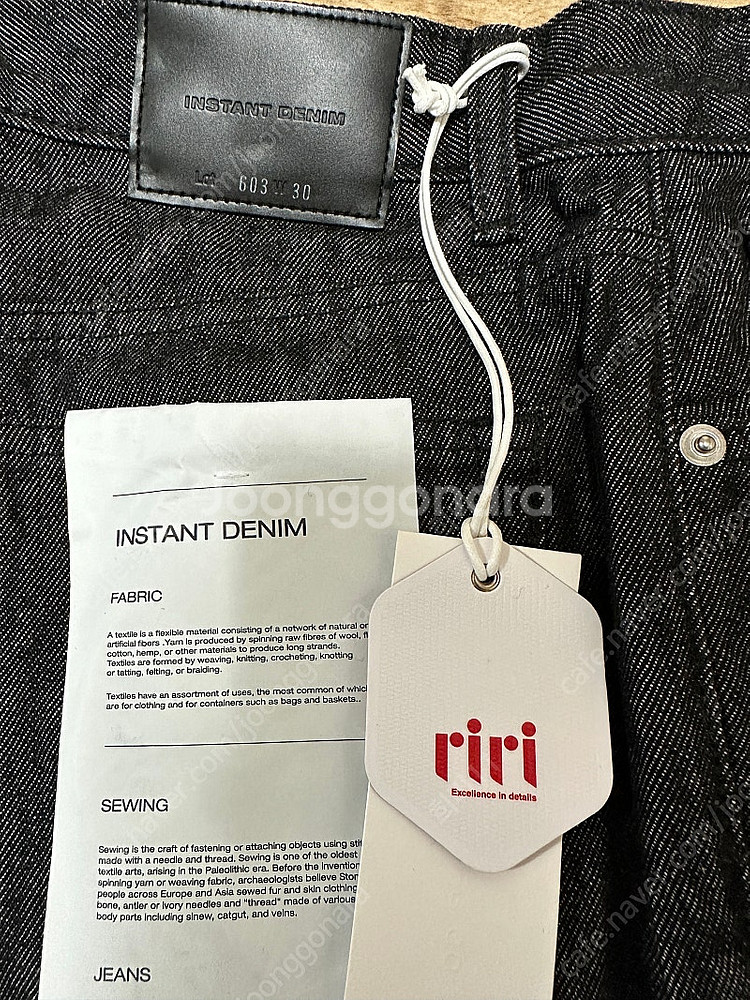 INSTANT DENIM
Lot 603 W 30
Joonggonara
INSTANT DENIM
FABRIC
A textile is a flexible material consisting of a network of natural or
artificial fibers .Yarn is produced by spinning raw fibres of wool,
cotton, hemp, or other materials to produce long strands.
Textiles are formed by weaving, knitting, crocheting, knotting
or tatting, felting, or braiding.
Textiles have an assortment of uses, the most common of which
are for clothing and for containers such as bags and baskets..
riri
Excellence in details
SEWING
Sewing is the craft of fastening or attaching objects using
made with a needle and thread. Sewing is one of the oldest
textile arts, arising in the Paleolithic era. Before the invention
spinning yarn or weaving fabric, archaeologists believe
people across Europe and Asia sewed fur and skin clothing
bone, antler or ivory needles and "thread" made of various
body parts including sinew, catgut, and veins.
JEANS